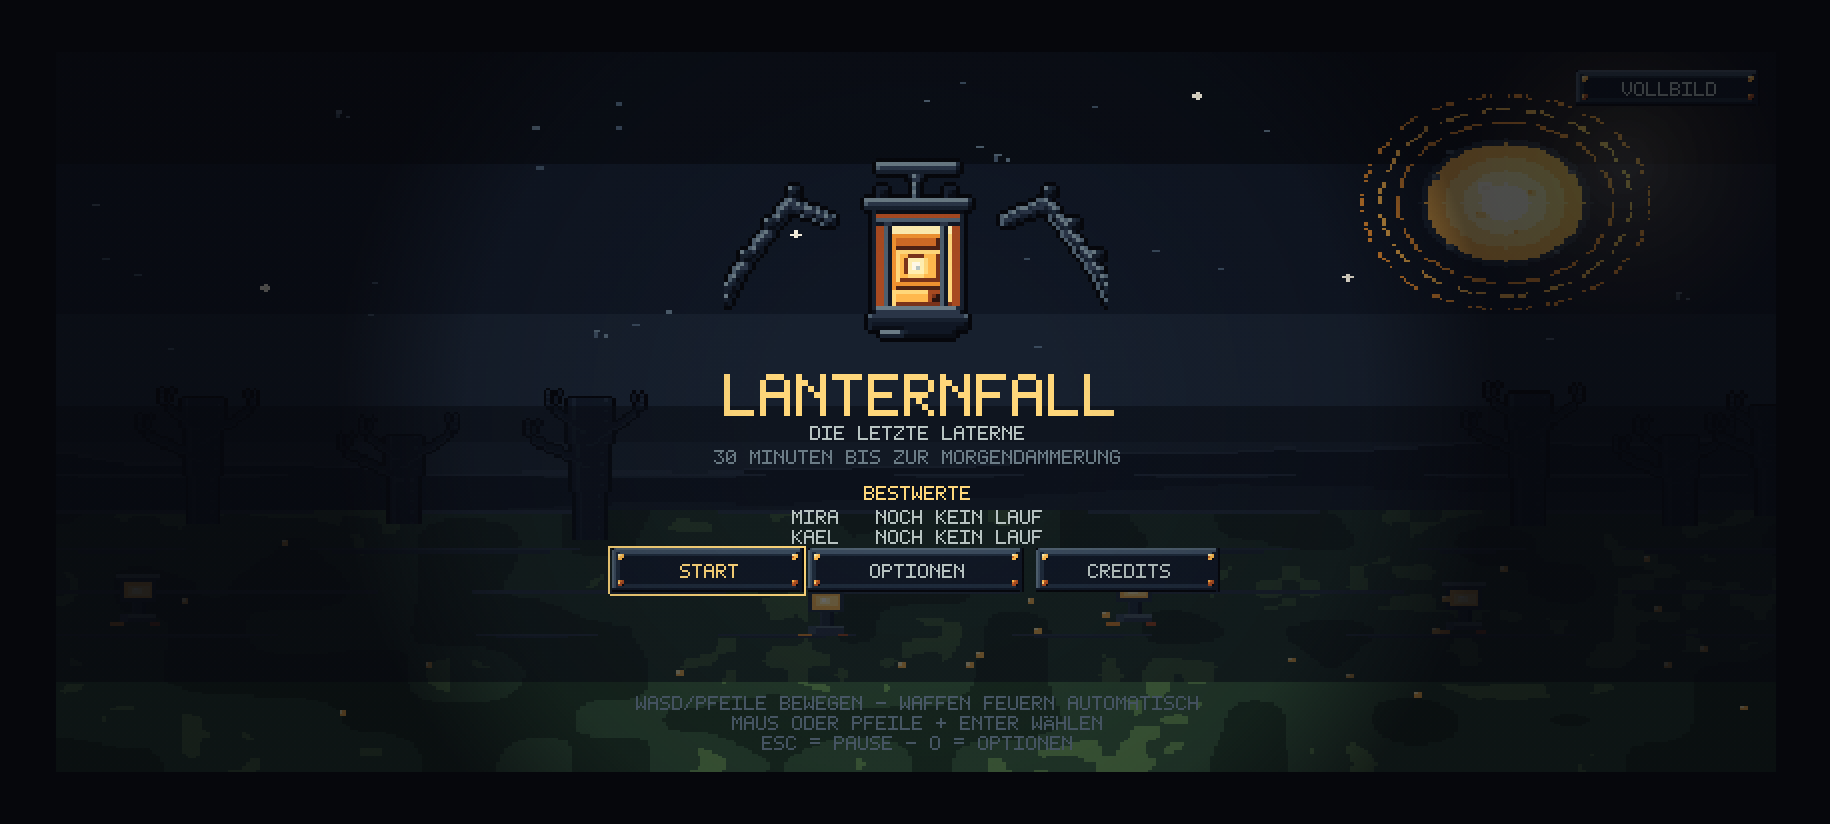 VOLLBILD
LANTERNFALL
DIE LETZTE LATERNE
30 MINUTEN BIS ZUR MORGENDAMMERUNG
BESTWERTE
MIRA NOCH KEIN LAUF
KAEL NOCH KEIN LAUF
START OPTIONEN CREDITS
WASD/PFEILE BEWEGEN - WAFFEN FEUERN AUTOMATISCH
MAUS ODER PFEILE + ENTER WÄHLEN
ESC = PAUSE - O = OPTIONEN